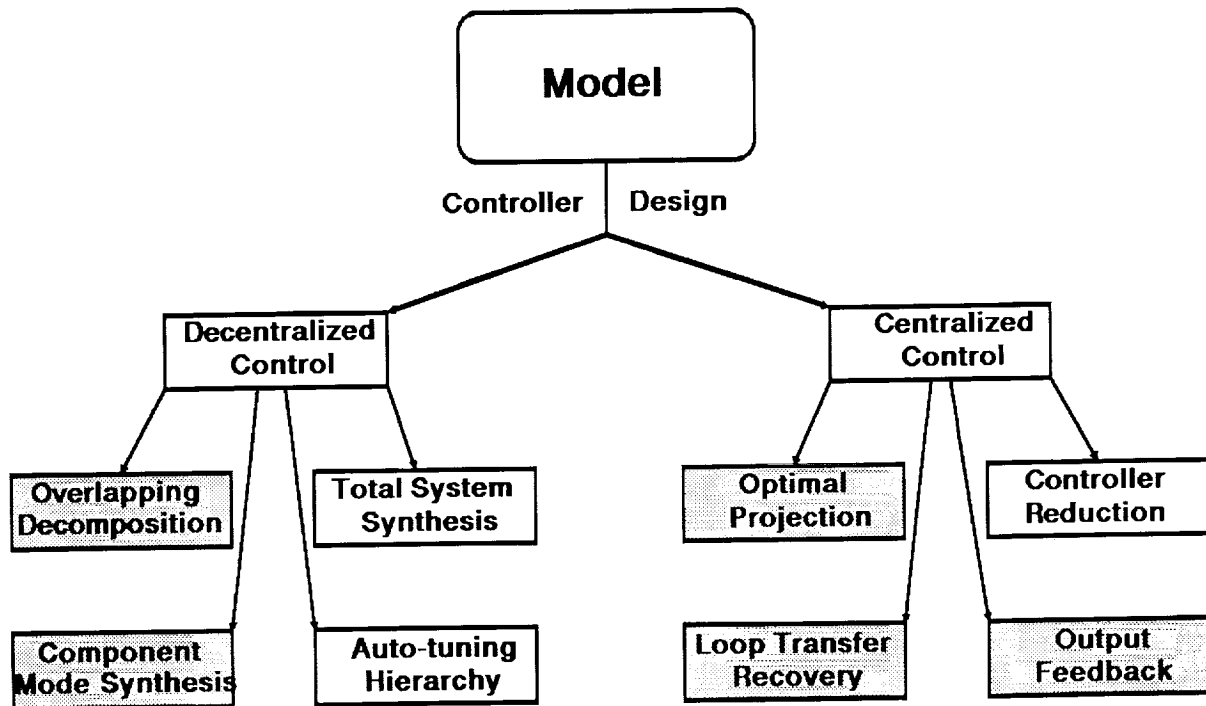 Model
Controller Design
Decentralized
Control
Centralized
Control
Overlapping
Decomposition
Total System
Synthesis
Optimal
Projection
Controller
Reduction
Component
Mode Synthesis
Auto-tuning
Hierarchy
Loop Transfer
Recovery
Output
Feedback